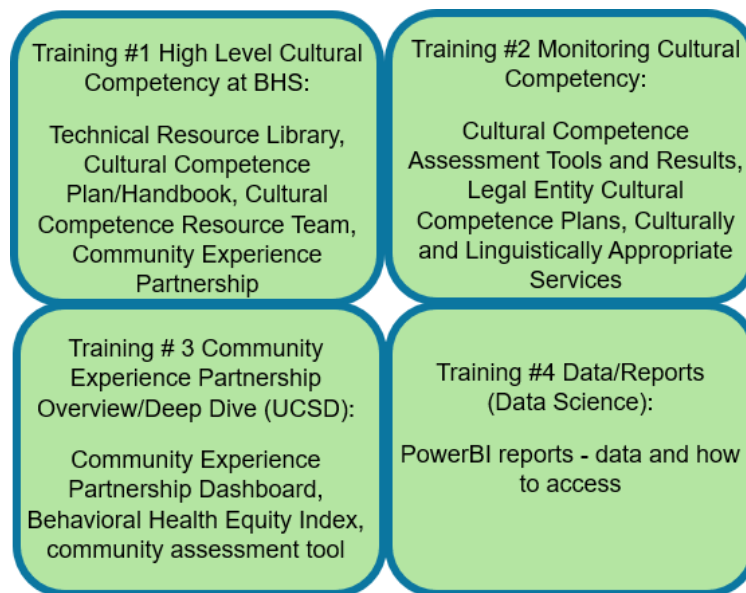 Training #1 High Level Cultural
Competency at BHS:
Technical Resource Library,
Cultural Competence
Plan/Handbook, Cultural
Competence Resource Team,
Community Experience
Partnership
Training #2 Monitoring Cultural
Competency:
Cultural Competence
Assessment Tools and Results,
Legal Entity Cultural
Competence Plans, Culturally
and Linguistically Appropriate
Services
Training # 3 Community
Experience Partnership
Overview/Deep Dive (UCSD):
Community Experience
Partnership Dashboard,
Behavioral Health Equity Index,
community assessment tool
Training #4 Data/Reports
(Data Science):
PowerBI reports - data and how
to access